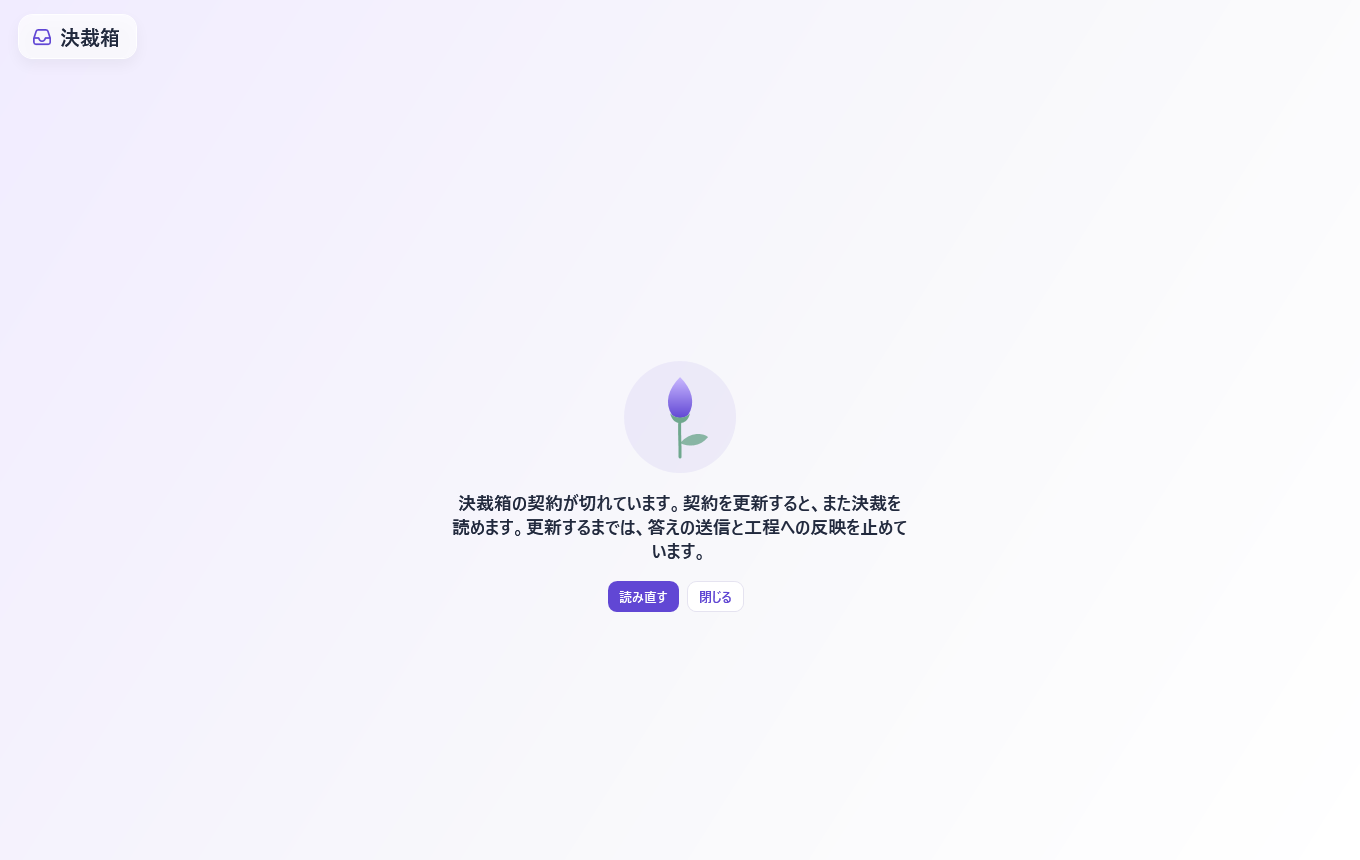 決裁箱
決裁箱の契約が切れています。契約を更新すると、また決裁を
読めます。更新するまでは、答えの送信と工程への反映を止めて
います。
読み直す
閉じる